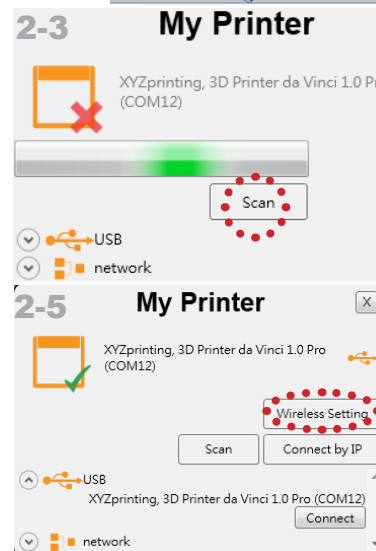 2-3
My Printer
XYZprinting, 3D Printer da Vinci 1.0
(COM12)
Scan
USB
network
2-5
My Printer
X
XYZprinting, 3D Printer da Vinci 1.0 Pro
(COM12)
Wireless Setting
Scan
Connect by IP
USB
XYZprinting, 3D Printer da Vinci 1.0 Pro (COM12)
Connect
network